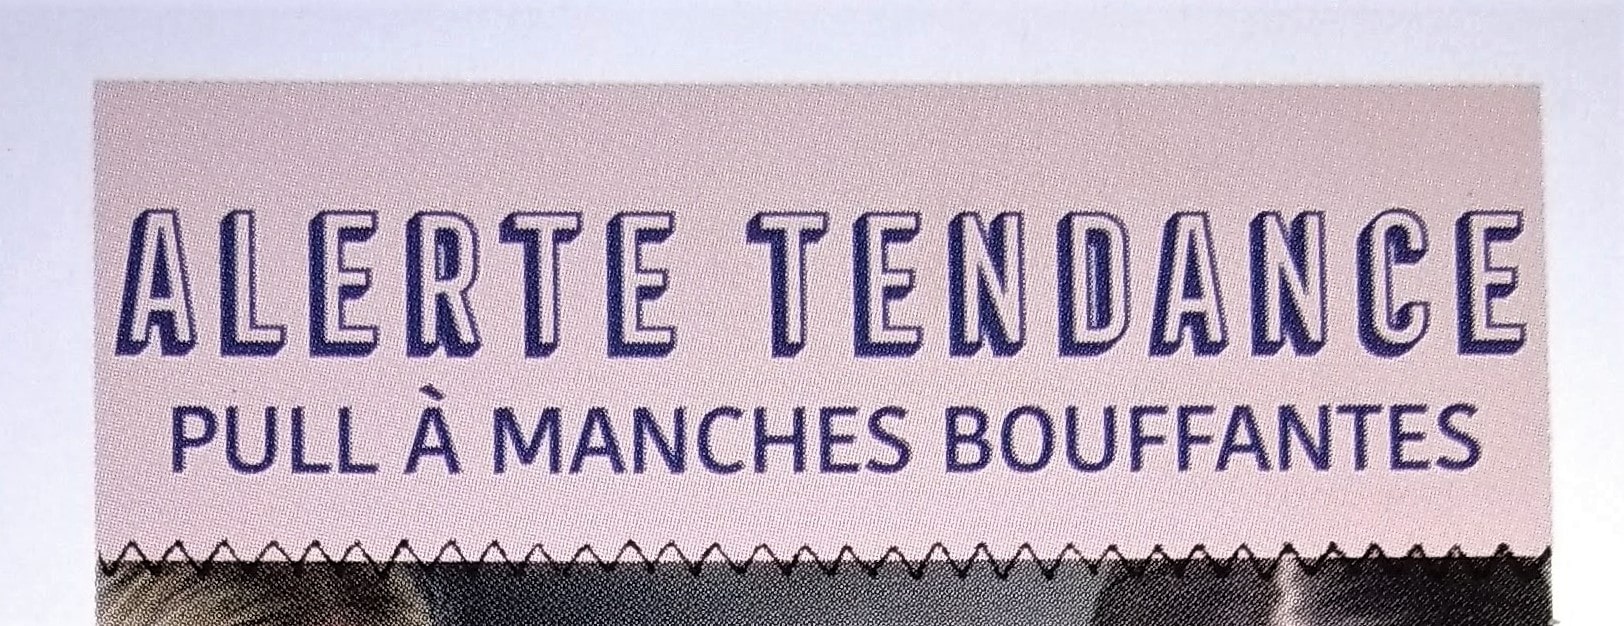 ALERTE TENDANCE
PULL À MANCHES BOUFFANTES